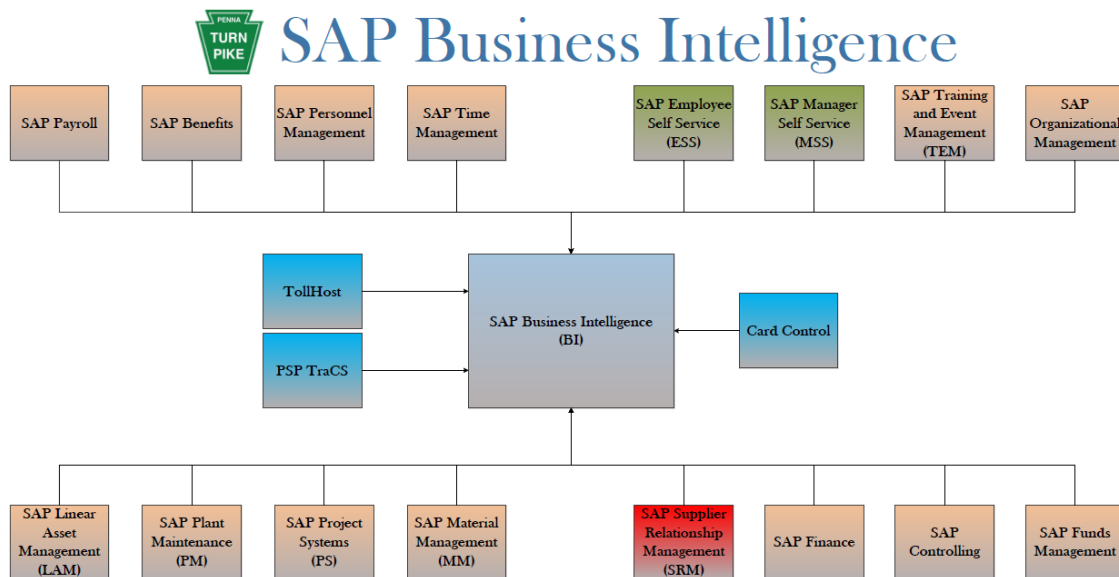 PENNA
TURN
PIKE
SAP Business Intelligence
SAP Payroll
SAP Benefits
SAP Personnel
Management
SAP Time
Management
SAP Employee
Self Service
(ESS)
SAP Manager
Self Service
(MSS)
SAP Training
and Event
Management
(TEM)
SAP
Organizational
Management
TollHost
SAP Business Intelligence
(BI)
Card Control
PSP TraCS
SAP Linear
Asset
Management
(LAM)
SAP Plant
Maintenance
(PM)
SAP Project
Systems
(PS)
SAP Material
Management
(MM)
SAP Supplier
Relationship
Management
(SRM)
SAP Finance
SAP
Controlling
SAP Funds
Management